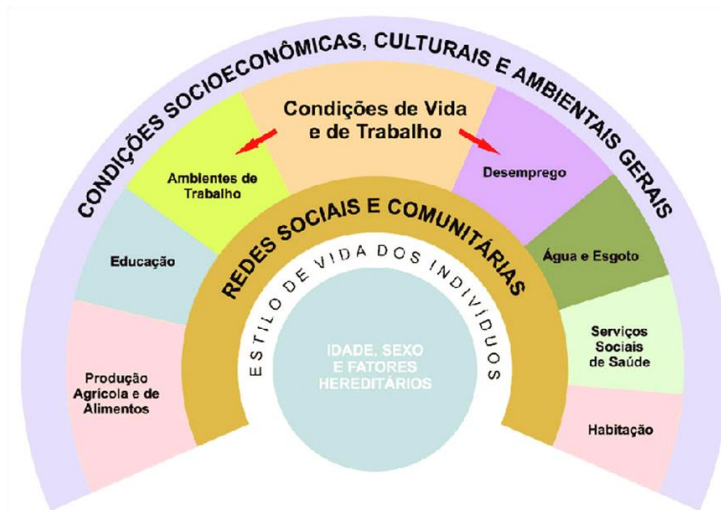 CONDIÇÕES SOCIOECONÔMICAS, CULTURAIS E AMBIENTAIS GERAIS
Condições de Vida
e de Trabalho
Ambientes de
Trabalho
Desemprego
Educação
Água e Esgoto
Produção
Agrícola e de
Alimentos
Serviços
Sociais
de Saúde
Habitação
REDES SOCIAIS E COMUNITÁRIAS
ESTILO DE VIDA DOS INDIVÍDUOS
IDADE, SEXO
E FATORES
HEREDITÁRIOS